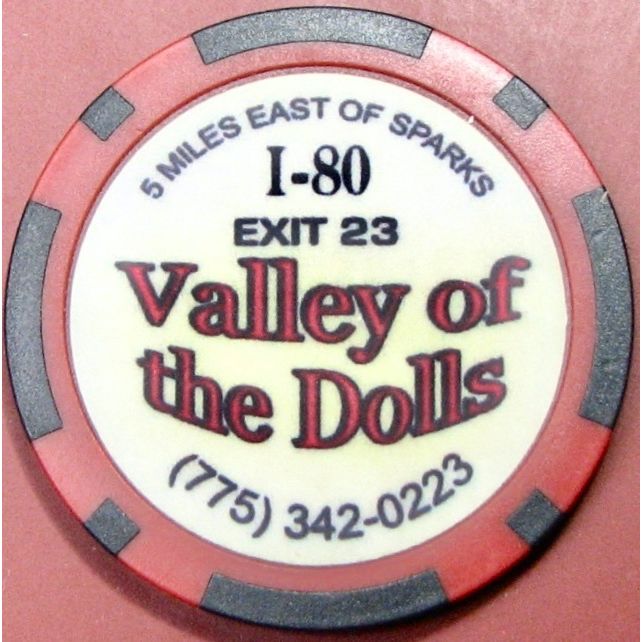 5 MILES EAST OF SPARKS
I-80
EXIT 23
Valley of
the Dolls
(775) 342-0223